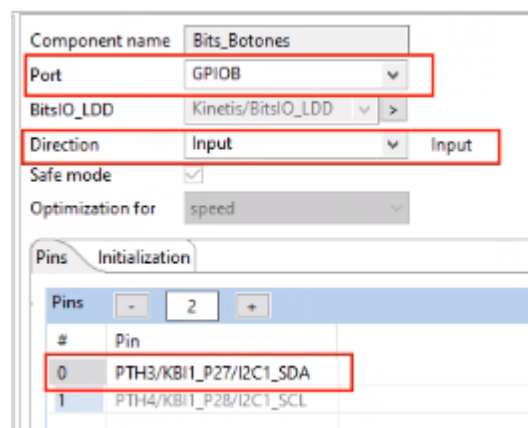 Component name Bits_Botones
Port GPIOB
BitsIO_LDD Kinetis/BitsIO_LDD >
Direction Input Input
Safe mode
Optimization for speed
Pins Initialization
Pins - 2 +
# Pin
0 PTH3/KBI1_P27/I2C1_SDA
1 PTH4/KBI1_P28/I2C1_SCL